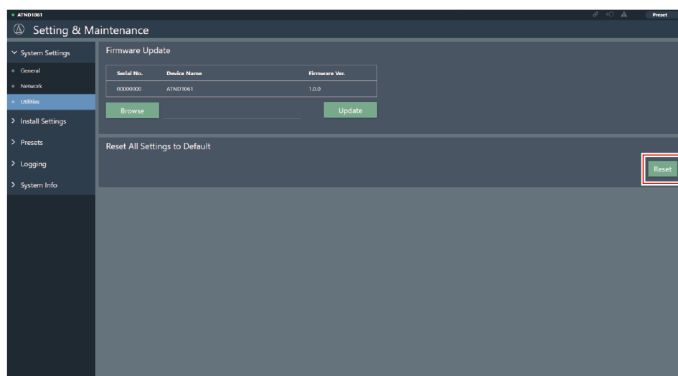 ATND1061
Preset
Setting & Maintenance
System Settings
General
Network
Utilities
Install Settings
Presets
Logging
System Info
Firmware Update
Serial No. Device Name Firmware Ver.
00000000 ATND1061 1.0.0
Browse Update
Reset All Settings to Default
Reset